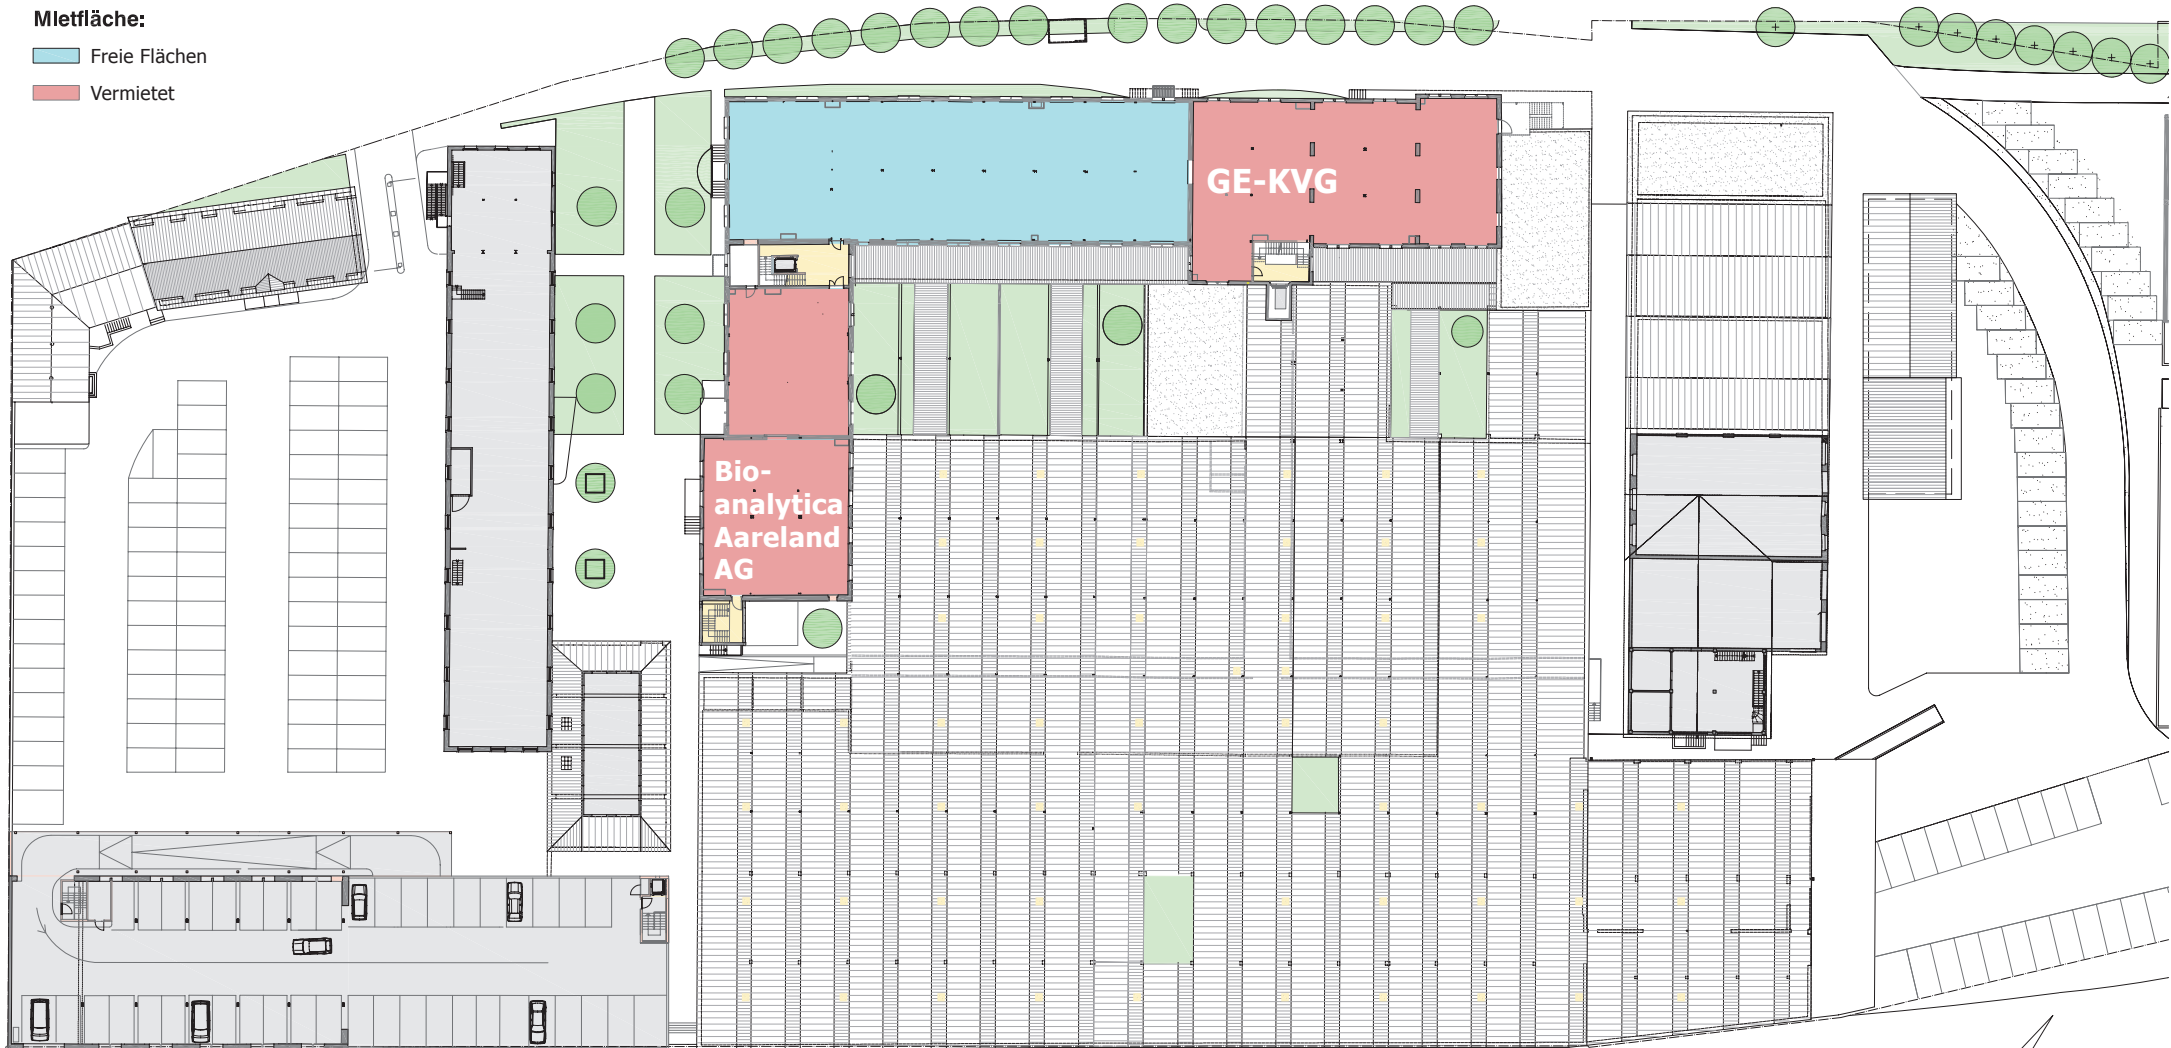 Mietfläche:
Freie Flächen
Vermietet
GE-KVG
Bio-
analytica
Aareland
AG